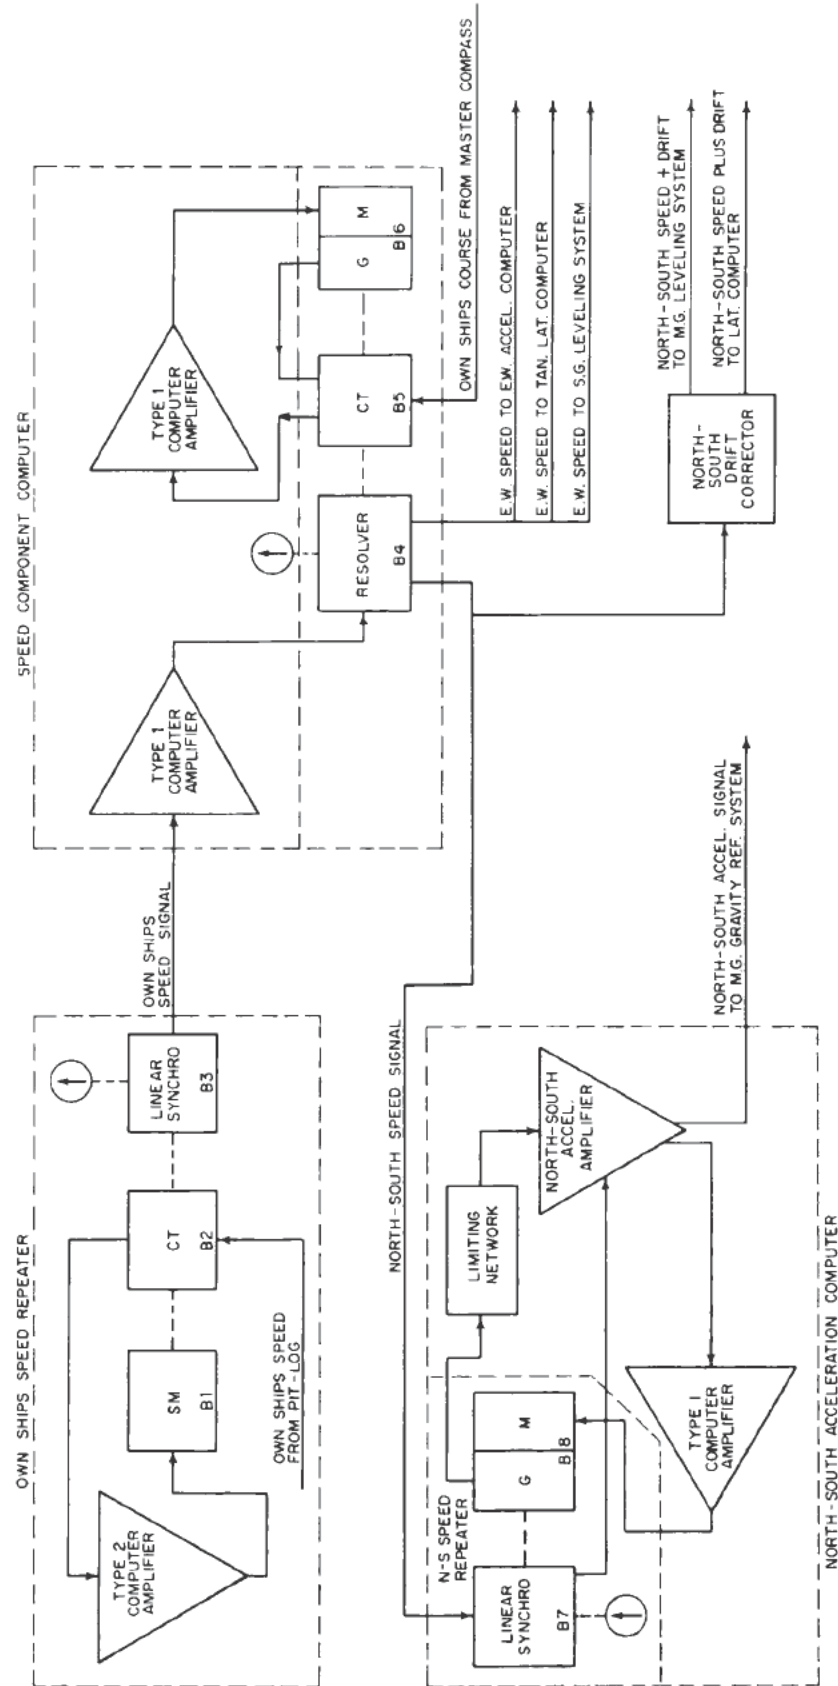 OWN SHIPS SPEED REPEATER
TYPE 2
COMPUTER
AMPLIFIER
SM
B1
CT
B2
LINEAR
SYNCHRO
B3
OWN SHIPS SPEED
FROM PIT-LOG
OWN SHIPS
SPEED SIGNAL
SPEED COMPONENT COMPUTER
TYPE 1
COMPUTER
AMPLIFIER
TYPE 1
COMPUTER
AMPLIFIER
RESOLVER
B4
CT
B5
G
M
B6
OWN SHIPS COURSE FROM MASTER COMPASS
E.W. SPEED TO EW. ACCEL. COMPUTER
E.W. SPEED TO TAN. LAT. COMPUTER
E.W. SPEED TO S.G. LEVELING SYSTEM
NORTH-SOUTH SPEED SIGNAL
N-S SPEED
REPEATER
LINEAR
SYNCHRO
B7
G
M
B8
LIMITING
NETWORK
NORTH-SOUTH
ACCEL.
AMPLIFIER
TYPE 1
COMPUTER
AMPLIFIER
NORTH-SOUTH ACCELERATION COMPUTER
NORTH-SOUTH ACCEL. SIGNAL
TO M.G. GRAVITY REF. SYSTEM
NORTH-
SOUTH
DRIFT
CORRECTOR
NORTH-SOUTH SPEED + DRIFT
TO M.G. LEVELING SYSTEM
NORTH-SOUTH SPEED PLUS DRIFT
TO LAT. COMPUTER